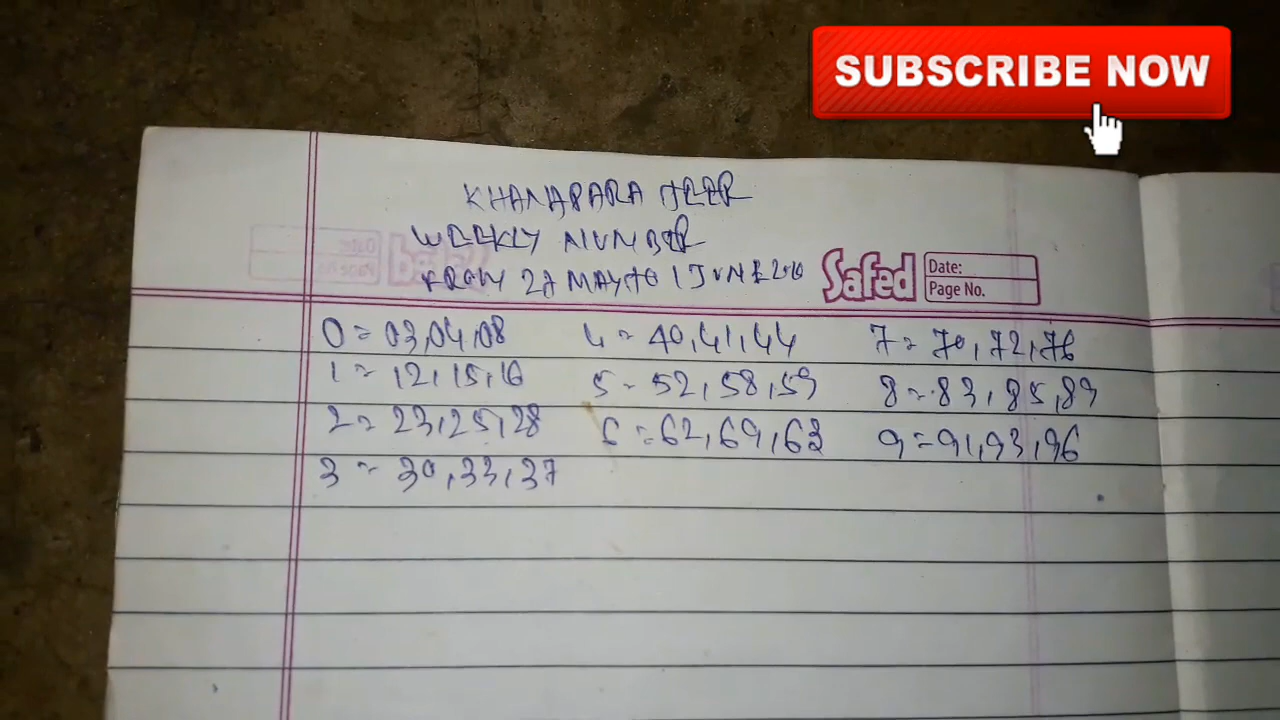 SUBSCRIBE NOW
KHANAPARA TEER
WEEKLY NUMBER
FROM 27 MAY TO 1 JUNE
Safed
Date:
Page No.
0 = 03,04,08
4 = 40,41,44
7 = 70,72,76
1 = 12,15,16
5 = 52,58,59
8 = 83,85,89
2 = 23,25,28
6 = 62,69,63
9 = 91,93,96
3 = 30,33,37